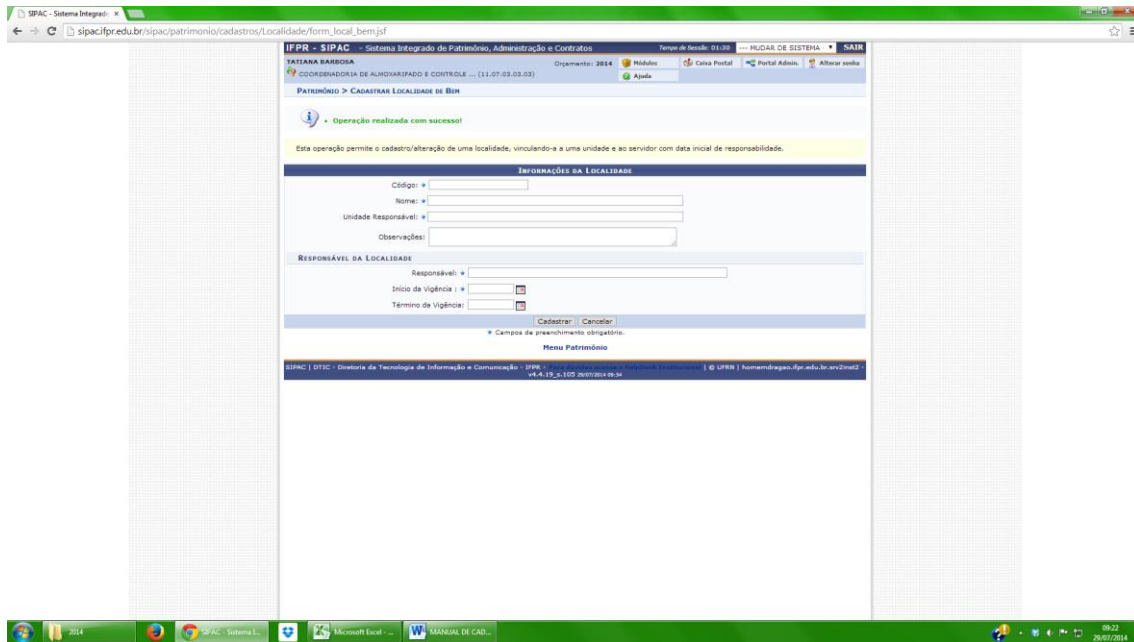 SIPAC - Sistema Integrado
sipac.ifpr.edu.br/sipac/patrimonio/cadastros/Localidade/form_local_bem.jsf
IFPR - SIPAC - Sistema Integrado de Patrimônio, Administração e Contratos Tempo de Sessão: 01:30 --- MUDAR DE SISTEMA - SAIR
TATIANA BARBOSA Orçamento: 2014 Módulos Caixa Postal Portal Admin. Alterar senha
COORDENADORIA DE ALMOXARIFADO E CONTROLE ... (11.07.03.03.03) Ajuda
PATRIMÔNIO > CADASTRAR LOCALIDADE DE BEM
• Operação realizada com sucesso!
Esta operação permite o cadastro/alteração de uma localidade, vinculando-a a uma unidade e ao servidor com data inicial de responsabilidade.
INFORMAÇÕES DA LOCALIDADE
Código:
Nome:
Unidade Responsável:
Observações:
RESPONSÁVEL DA LOCALIDADE
Responsável:
Início da Vigência :
Término da Vigência:
Cadastrar Cancelar
Campos de preenchimento obrigatório.
Menu Patrimônio
SIPAC | DTIC - Diretoria da Tecnologia de Informação e Comunicação - IFPR - | © UFRN | homemdragao.ifpr.edu.br.srv2inst2 -
v4.4.19_s.105 29/07/2014 09:34
2014 SIPAC - Sistema I... Microsoft Excel - ... MANUAL DE CAD... 09:22
29/07/2014